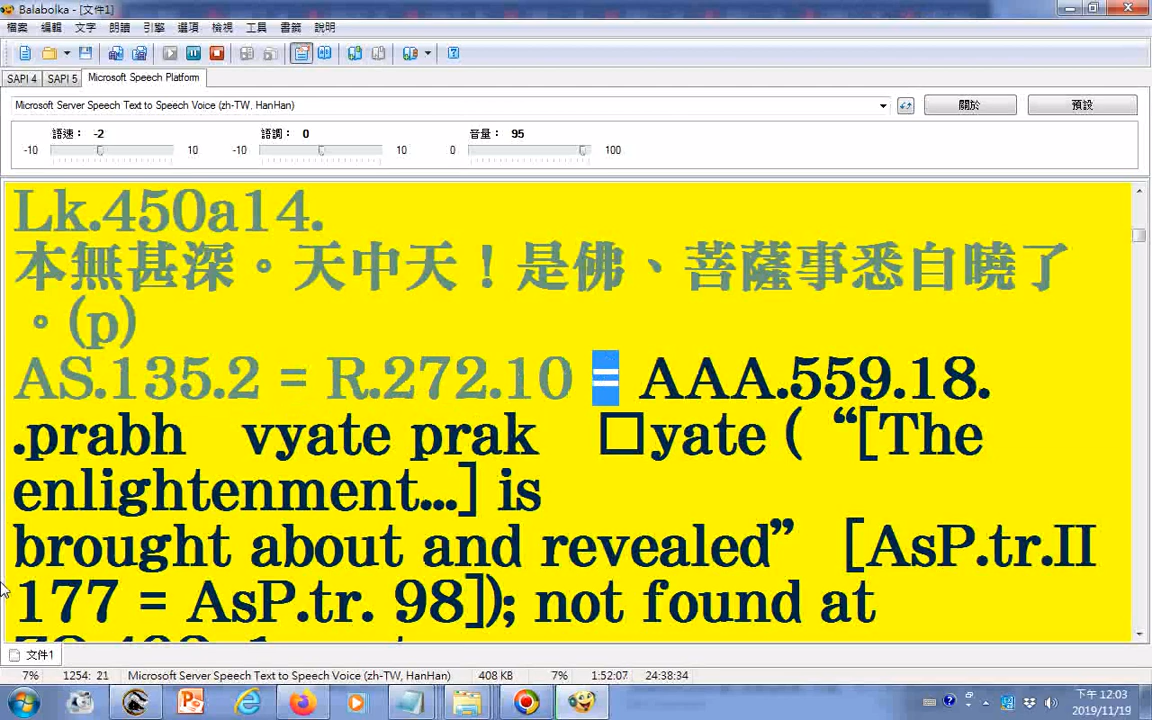 Balabolka - [文件1]
檔案 編輯 文字 朗讀 引擎 選項 檢視 工具 書籤 說明
SAPI 4 SAPI 5 Microsoft Speech Platform
Microsoft Server Speech Text to Speech Voice (zh-TW, HanHan) 關於 預設
語速： -2 語調： 0 音量： 95
-10 10 -10 10 0 100
Lk.450a14.
本無甚深。天中天！是佛、菩薩事悉自曉了
。(p)
AS.135.2 = R.272.10 = AAA.559.18.
.prabh vyate prak □yate (“[The
enlightenment...] is
brought about and revealed” [AsP.tr.II
177 = AsP.tr. 98]); not found at
文件1
7% 1254: 21 Microsoft Server Speech Text to Speech Voice (zh-TW, HanHan) 408 KB 7% 1:52:07 24:38:34
下午 12:03
2019/11/19